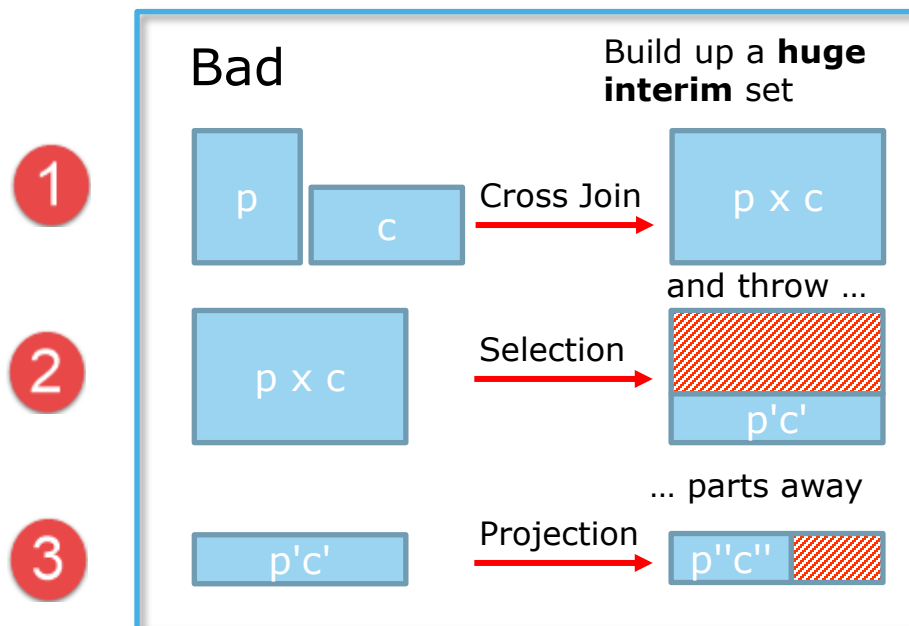 Bad
Build up a huge
interim set
1
p
c
Cross Join
p x c
and throw …
2
p x c
Selection
p'c'
… parts away
3
p'c'
Projection
p''c''